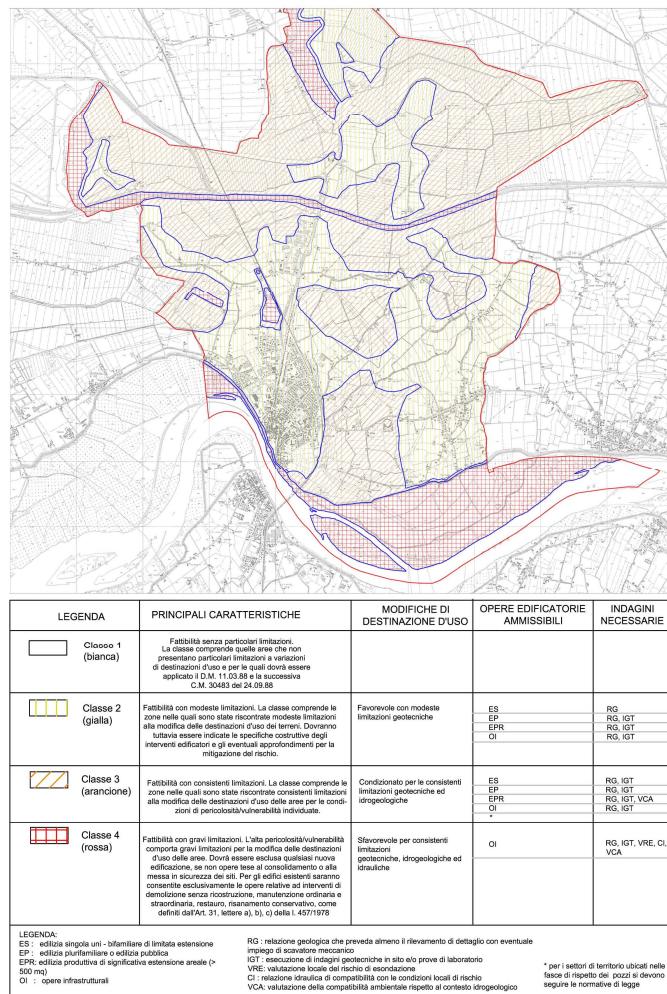 LEGENDA
PRINCIPALI CARATTERISTICHE
MODIFICHE DI
DESTINAZIONE D'USO
OPERE EDIFICATORIE
AMMISSIBILI
INDAGINI
NECESSARIE
Classe 1
(bianca)
Fattibilità senza particolari limitazioni.
La classe comprende quelle aree che non
presentano particolari limitazioni a variazioni
di destinazioni d'uso e per le quali dovrà essere
applicato il D.M. 11.03.88 e la successiva
C.M. 30483 del 24.09.88
Classe 2
(gialla)
Fattibilità con modeste limitazioni. La classe comprende le
zone nelle quali sono state riscontrate modeste limitazioni
alla modifica delle destinazioni d'uso dei terreni. Dovranno
tuttavia essere indicate le specifiche costruttive degli
interventi edificatori e gli eventuali approfondimenti per la
mitigazione del rischio.
Favorevole con modeste
limitazioni geotecniche
ES RG
EP RG, IGT
EPR RG, IGT
OI RG, IGT
Classe 3
(arancione)
Fattibilità con consistenti limitazioni. La classe comprende le
zone nelle quali sono state riscontrate consistenti limitazioni
alla modifica delle destinazioni d'uso delle aree per le condi-
zioni di pericolosità/vulnerabilità individuate.
Condizionato per le consistenti
limitazioni geotecniche ed
idrogeologiche
ES RG, IGT
EP RG, IGT
EPR RG, IGT, VCA
OI RG, IGT
*
Classe 4
(rossa)
Fattibilità con gravi limitazioni. L'alta pericolosità/vulnerabilità
comporta gravi limitazioni per la modifica delle destinazioni
d'uso delle aree. Dovrà essere esclusa qualsiasi nuova
edificazione, se non opere tese al consolidamento o alla
messa in sicurezza dei siti. Per gli edifici esistenti saranno
consentite esclusivamente le opere relative ad interventi di
demolizione senza ricostruzione, manutenzione ordinaria e
straordinaria, restauro, risanamento conservativo, come
definiti dall'Art. 31, lettere a), b), c) della l. 457/1978
Sfavorevole per consistenti
limitazioni
geotecniche, idrogeologiche ed
idrauliche
OI
RG, IGT, VRE, CI,
VCA
LEGENDA:
ES : edilizia singola uni - bifamiliare di limitata estensione
EP : edilizia plurifamiliare o edilizia pubblica
EPR: edilizia produttiva di significativa estensione areale (>
500 mq)
OI : opere infrastrutturali
RG : relazione geologica che preveda almeno il rilevamento di dettaglio con eventuale
impiego di scavatore meccanico
IGT : esecuzione di indagini geotecniche in sito e/o prove di laboratorio
VRE: valutazione locale del rischio di esondazione
CI : relazione idraulica di compatibilità con le condizioni locali di rischio
VCA: valutazione della compatibilità ambientale rispetto al contesto idrogeologico
* per i settori di territorio ubicati nelle
fasce di rispetto dei pozzi si devono
seguire le normative di legge